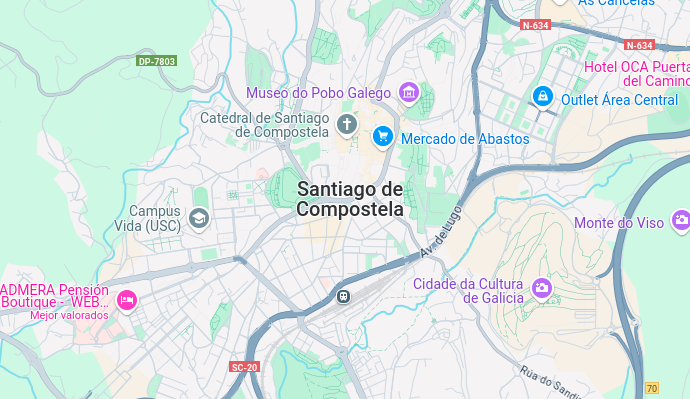 As Cancelas
N-634
N-634
DP-7803
Hotel OCA Puerta
del Camino
Museo do Pobo Galego
Outlet Área Central
Catedral de Santiago
de Compostela
Mercado de Abastos
Santiago de
Compostela
Campus
Vida (USC)
Av. de Lugo
Monte do Viso
ADMERA Pensión
Boutique - WEB...
Mejor valorados
Cidade da Cultura
de Galicia
SC-20
Rúa do Sandi
70